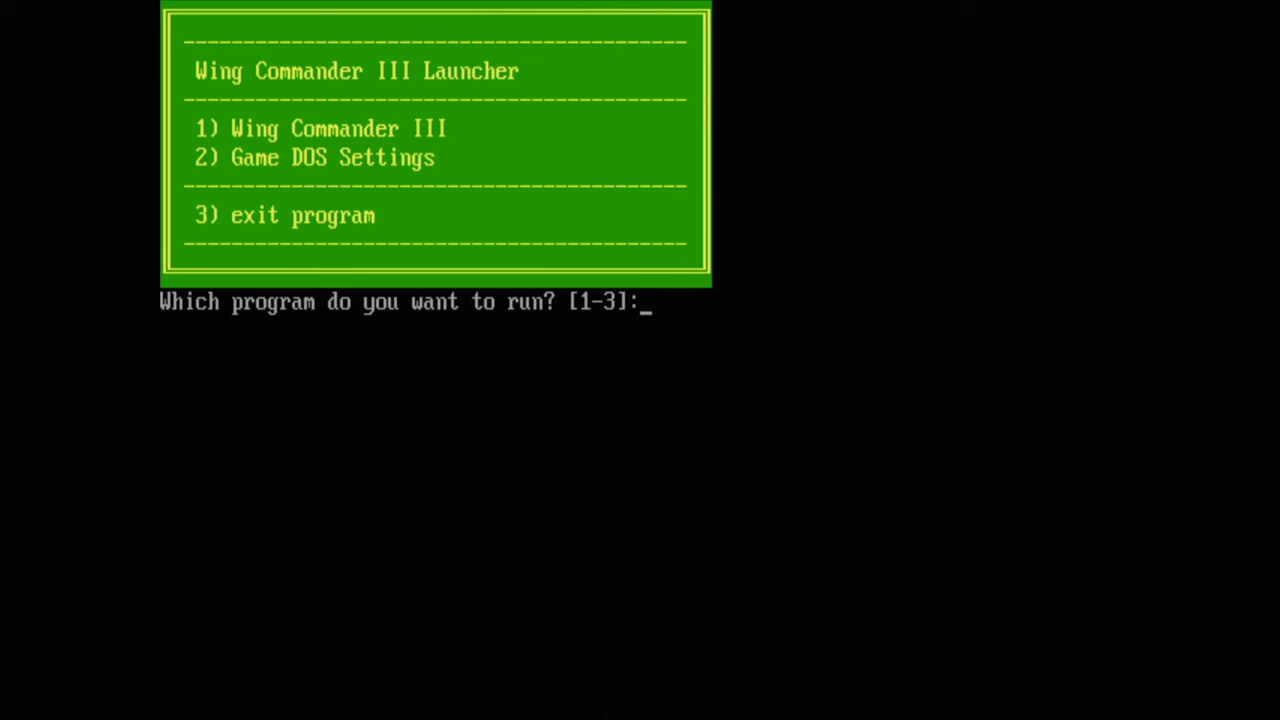 Wing Commander III Launcher
1) Wing Commander III
2) Game DOS Settings
3) exit program
Which program do you want to run? [1-3]:_